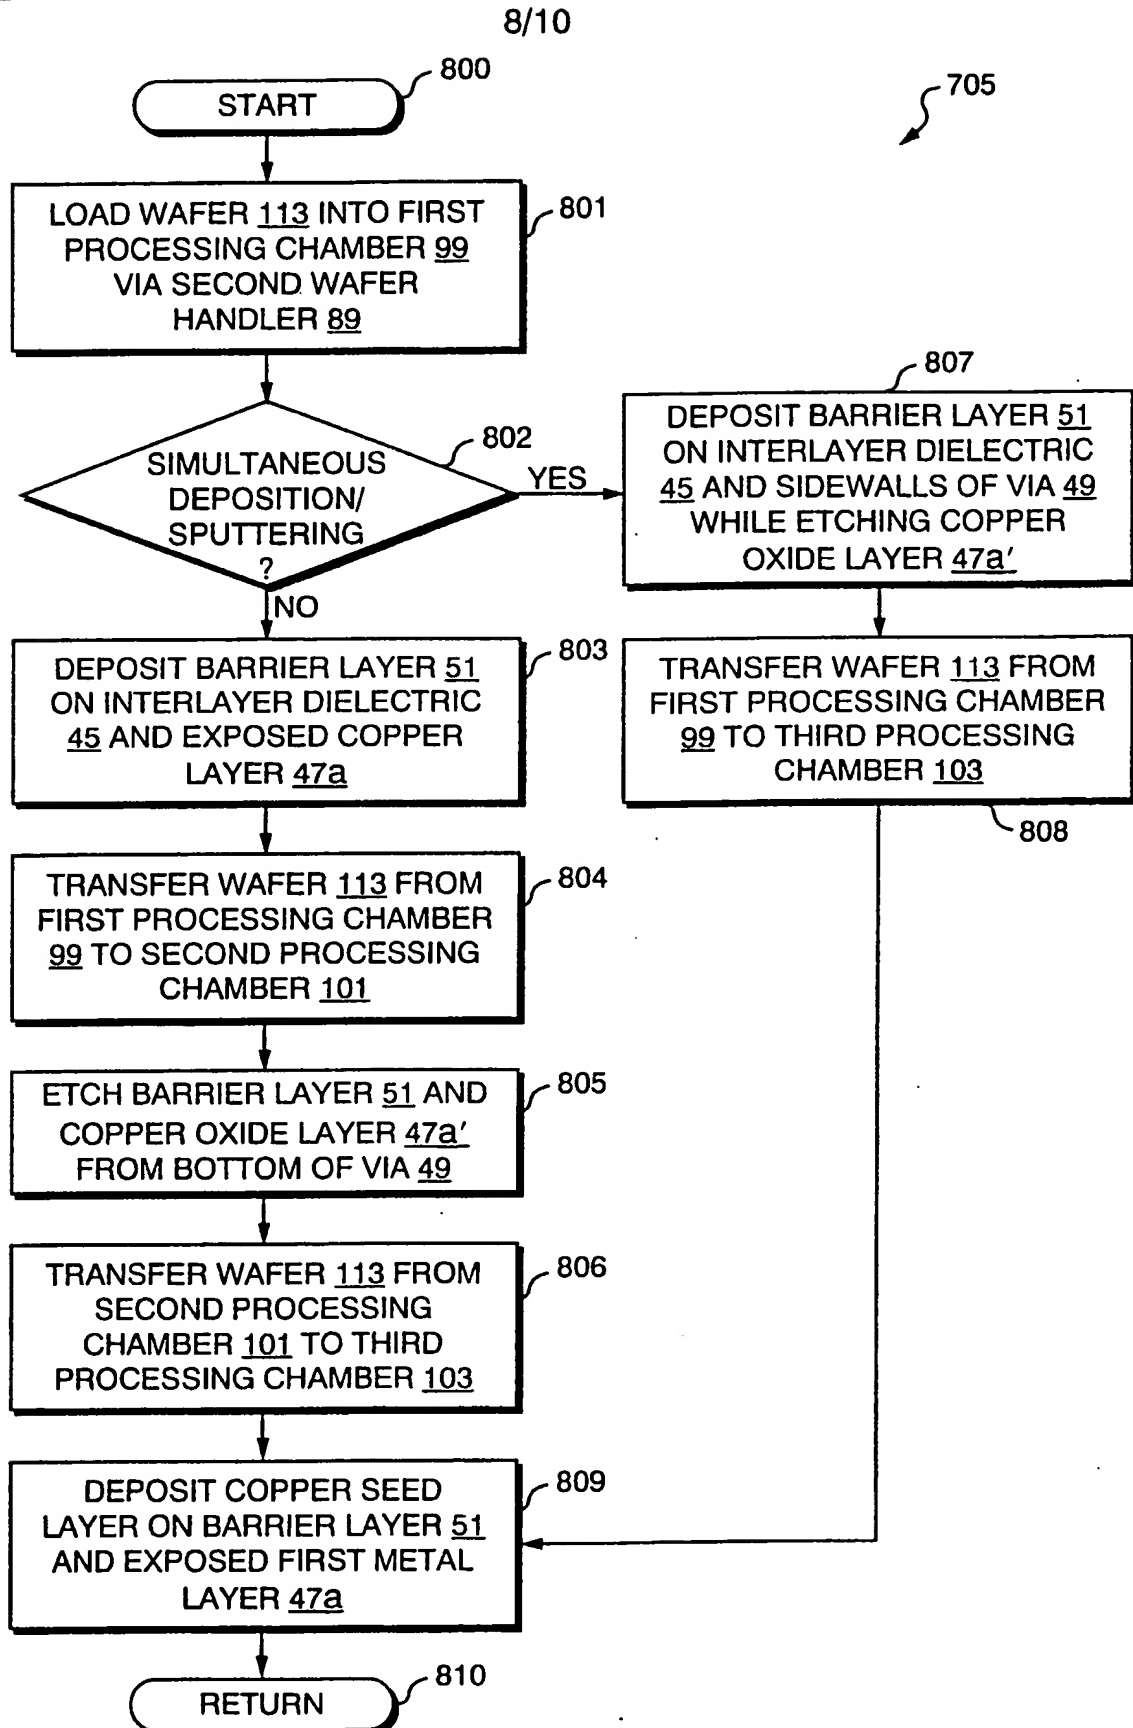 8/10
START
800
705
LOAD WAFER 113 INTO FIRST
PROCESSING CHAMBER 99
VIA SECOND WAFER
HANDLER 89
801
SIMULTANEOUS
DEPOSITION/
SPUTTERING
?
802
YES
NO
807
DEPOSIT BARRIER LAYER 51
ON INTERLAYER DIELECTRIC
45 AND SIDEWALLS OF VIA 49
WHILE ETCHING COPPER
OXIDE LAYER 47a'
DEPOSIT BARRIER LAYER 51
ON INTERLAYER DIELECTRIC
45 AND EXPOSED COPPER
LAYER 47a
803
TRANSFER WAFER 113 FROM
FIRST PROCESSING CHAMBER
99 TO THIRD PROCESSING
CHAMBER 103
808
TRANSFER WAFER 113 FROM
FIRST PROCESSING CHAMBER
99 TO SECOND PROCESSING
CHAMBER 101
804
ETCH BARRIER LAYER 51 AND
COPPER OXIDE LAYER 47a'
FROM BOTTOM OF VIA 49
805
TRANSFER WAFER 113 FROM
SECOND PROCESSING
CHAMBER 101 TO THIRD
PROCESSING CHAMBER 103
806
DEPOSIT COPPER SEED
LAYER ON BARRIER LAYER 51
AND EXPOSED FIRST METAL
LAYER 47a
809
RETURN
810